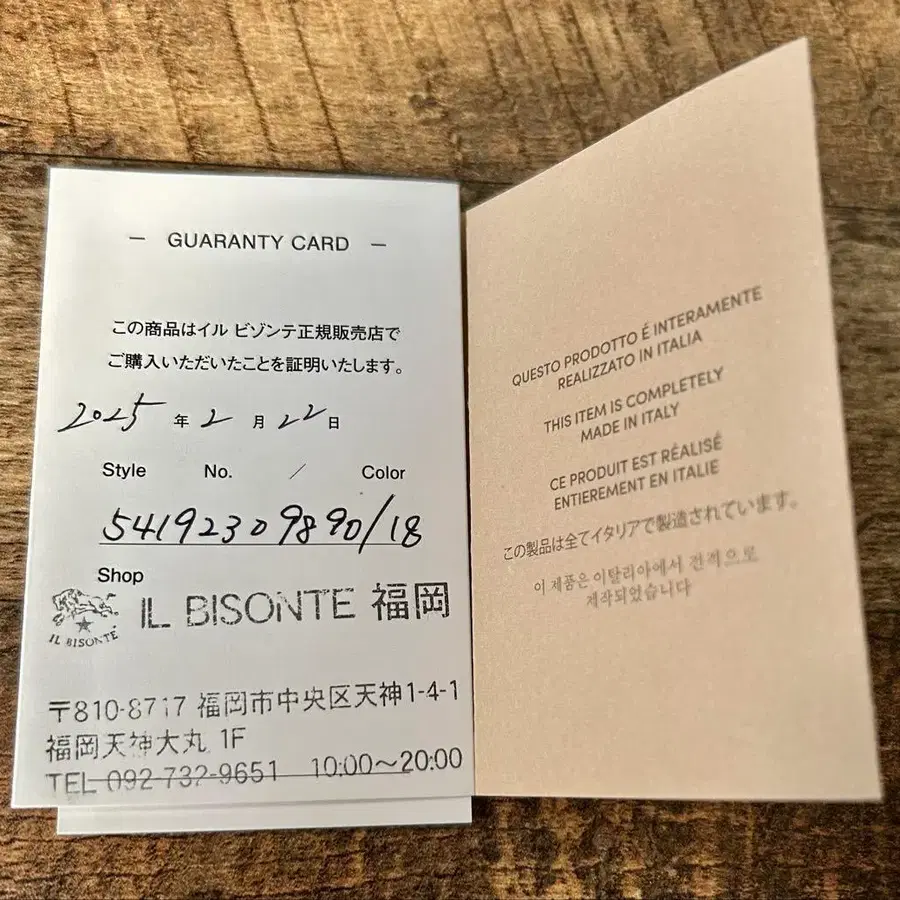 — GUARANTY CARD —
この商品はイル ビゾンテ正規販売店で
ご購入いただいたことを証明いたします。
2025 年 2 月 22 日
Style No. / Color
54192309890/18
Shop
IL BISONTE 福岡
IL BISONTE
〒810-8717 福岡市中央区天神1-4-1
福岡天神大丸 1F
TEL 092-732-9651 10:00～20:00
QUESTO PRODOTTO É INTERAMENTE
REALIZZATO IN ITALIA
THIS ITEM IS COMPLETELY
MADE IN ITALY
CE PRODUIT EST RÉALISÉ
ENTIEREMENT EN ITALIE
この製品は全てイタリアで製造されています。
이 제품은 이탈리아에서 전적으로
제작되었습니다